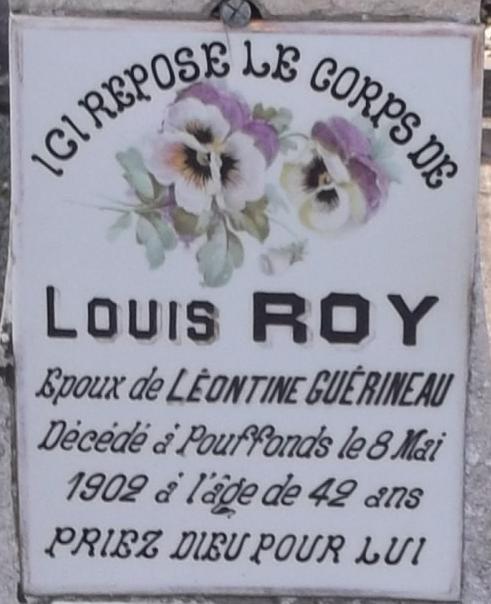 ICI REPOSE LE CORPS DE
LOUIS ROY
Epoux de LÉONTINE GUÉRINEAU
Décédé à Pouffonds le 8 Mai
1902 à l'âge de 42 ans
PRIEZ DIEU POUR LUI